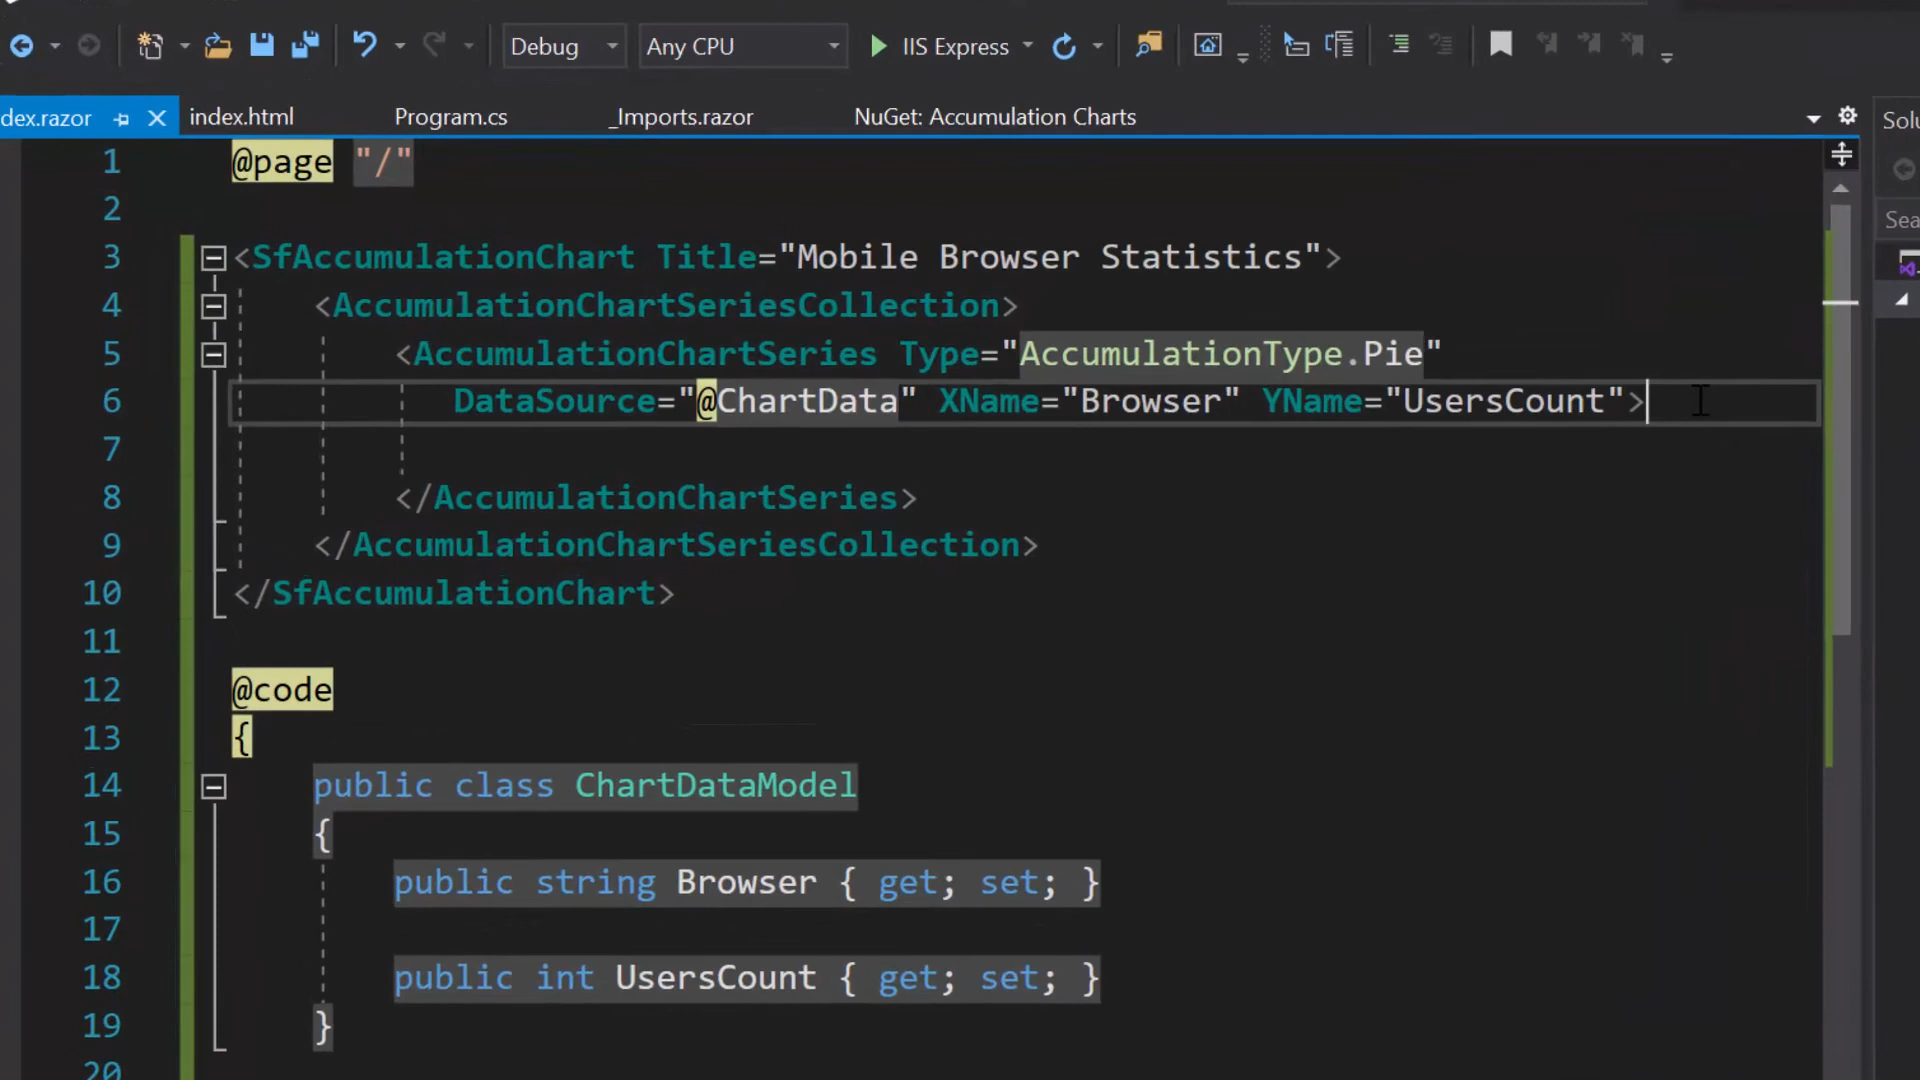 Debug Any CPU IIS Express
dex.razor index.html Program.cs _Imports.razor NuGet: Accumulation Charts Solu
1 @page "/"
2
Sea
3 <SfAccumulationChart Title="Mobile Browser Statistics">
4 <AccumulationChartSeriesCollection>
5 <AccumulationChartSeries Type="AccumulationType.Pie"
6 DataSource="@ChartData" XName="Browser" YName="UsersCount">
7
8 </AccumulationChartSeries>
9 </AccumulationChartSeriesCollection>
10 </SfAccumulationChart>
11
12 @code
13 {
14 public class ChartDataModel
15 {
16 public string Browser { get; set; }
17
18 public int UsersCount { get; set; }
19 }
20